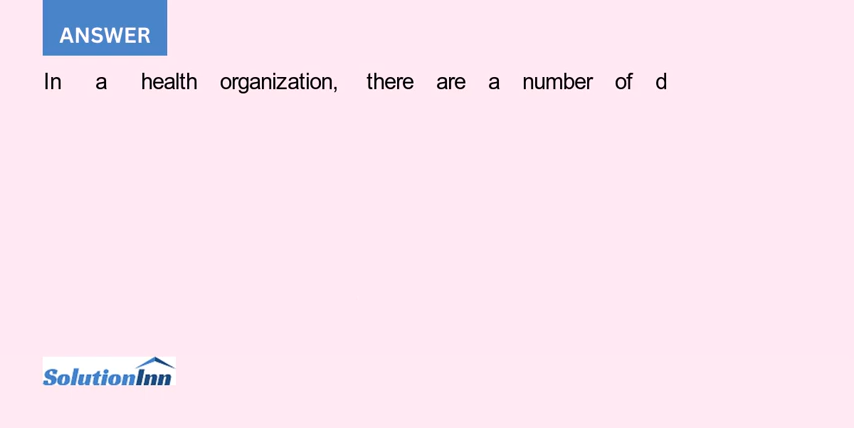 ANSWER
In a health organization, there are a number of d
SolutionInn